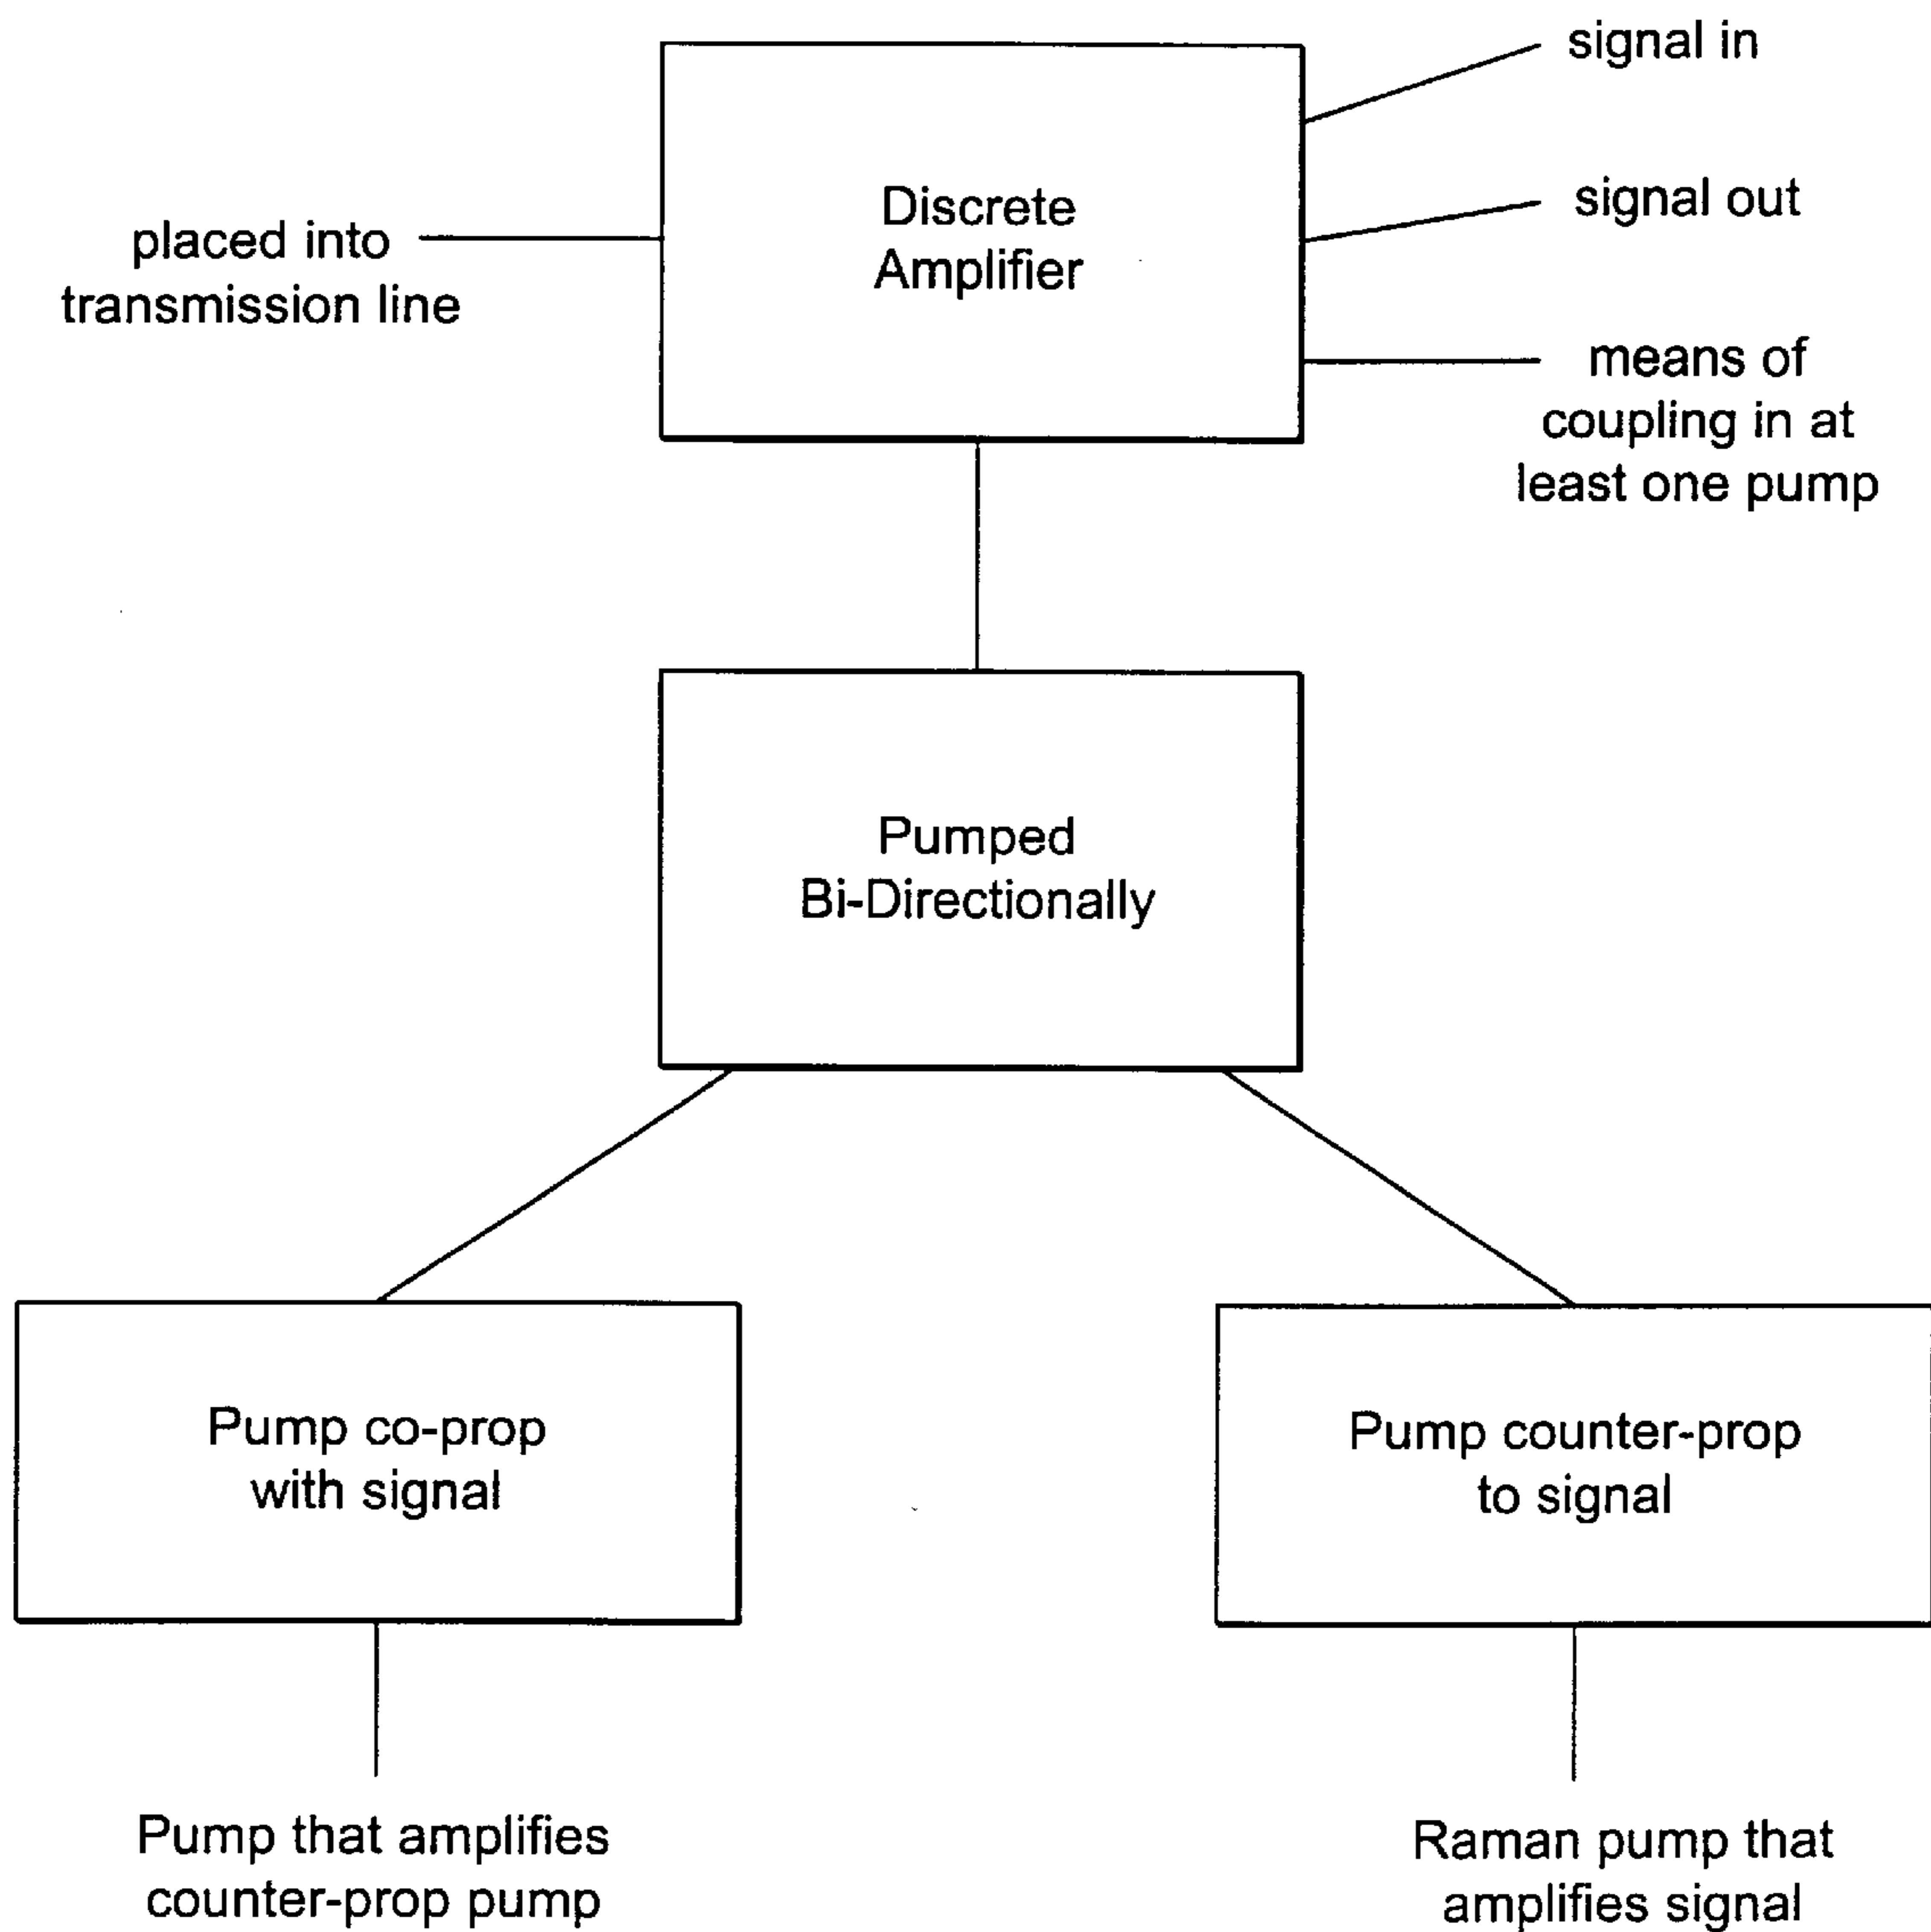 signal in
signal out
Discrete
Amplifier
placed into
transmission line
means of
coupling in at
least one pump
Pumped
Bi-Directionally
Pump co-prop
with signal
Pump counter-prop
to signal
Pump that amplifies
counter-prop pump
Raman pump that
amplifies signal